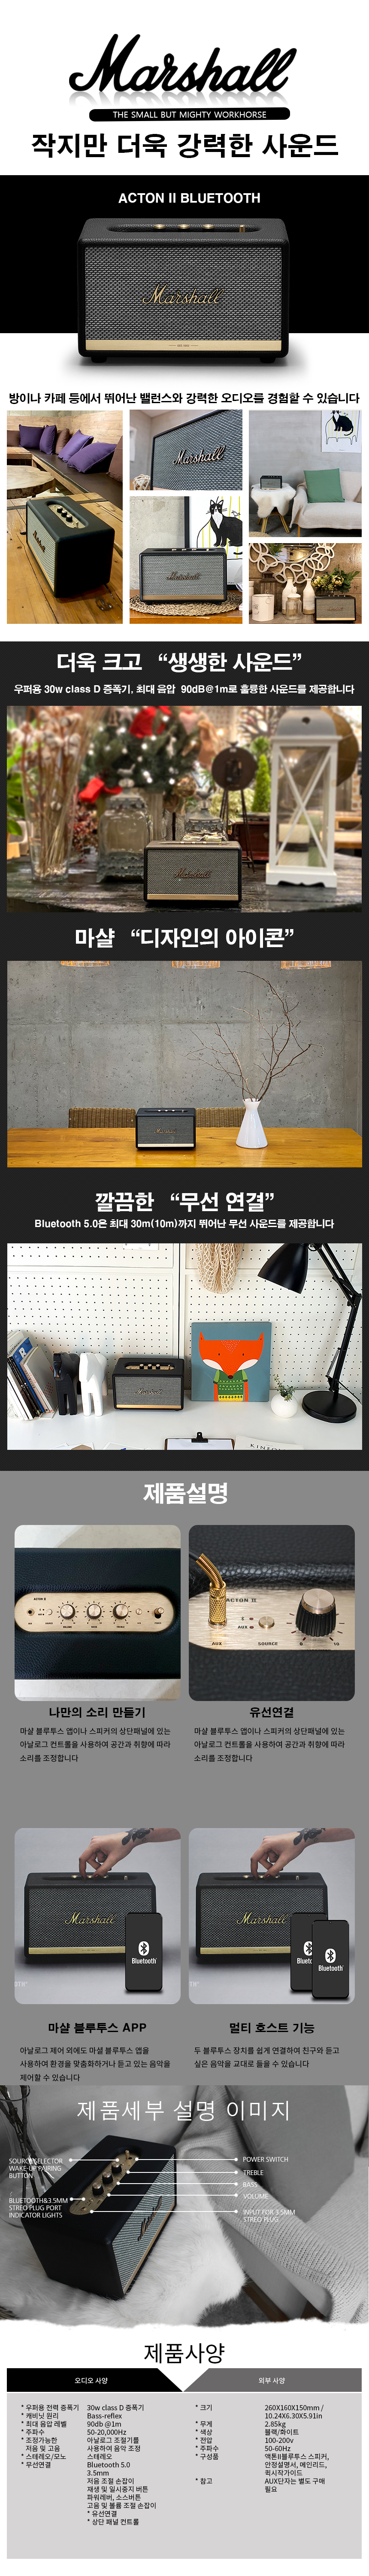 Marshall
THE SMALL BUT MIGHTY WORKHORSE
작지만 더욱 강력한 사운드
ACTON II BLUETOOTH
Marshall
방이나 카페 등에서 뛰어난 밸런스와 강력한 오디오를 경험할 수 있습니다
Marshall
Marshall
더욱 크고 “생생한 사운드”
우퍼용 30w class D 증폭기, 최대 음압 90dB@1m로 훌륭한 사운드를 제공합니다
Marshall
마샬 “디자인의 아이콘”
깔끔한 “무선 연결”
Bluetooth 5.0은 최대 30m(10m)까지 뛰어난 무선 사운드를 제공합니다
Marshall
제품설명
ACTON II
ACTON II
AUX
AUX
SOURCE
10
나만의 소리 만들기
유선연결
마샬 블루투스 앱이나 스피커의 상단패널에 있는
아날로그 컨트롤을 사용하여 공간과 취향에 따라
소리를 조정합니다
마샬 블루투스 앱이나 스피커의 상단패널에 있는
아날로그 컨트롤을 사용하여 공간과 취향에 따라
소리를 조정합니다
Marshall
Bluetooth
Marshall
Bluetooth
마샬 블루투스 APP
멀티 호스트 기능
아날로그 제어 외에도 마샬 블루투스 앱을
사용하여 환경을 맞춤화하거나 듣고 있는 음악을
제어할 수 있습니다
두 블루투스 장치를 쉽게 연결하여 친구와 듣고
싶은 음악을 교대로 들을 수 있습니다
제품세부 설명 이미지
SOURCE SELECTOR
WAKE-UP PAIRING
BUTTON
BLUETOOTH&3.5MM
STREO PLUG PORT
INDICATOR LIGHTS
POWER SWITCH
TREBLE
BASS
VOLUME
INPUT FOR 3.5MM
STREO PLUG
제품사양
오디오 사양
외부 사양
* 우퍼용 전력 증폭기 30w class D 증폭기
* 캐비닛 원리 Bass-reflex
* 최대 음압 레벨 90db @1m
* 주파수 50-20,000Hz
* 조정가능한 아날로그 조절기를
저음 및 고음 사용하여 음악 조정
* 스테레오/모노 스테레오
* 무선연결 Bluetooth 5.0
3.5mm
저음 조절 손잡이
재생 및 일시중지 버튼
파워레버, 소스버튼
고음 및 볼륨 조절 손잡이
* 유선연결
* 상단 패널 컨트롤
* 크기 260X160X150mm /
10.24X6.30X5.91in
* 무게 2.85kg
* 색상 블랙/화이트
* 전압 100-200v
* 주파수 50-60Hz
* 구성품 액톤II블루투스 스피커,
안정설명서, 메인리드,
퀵시작가이드
* 참고 AUX단자는 별도 구매
필요